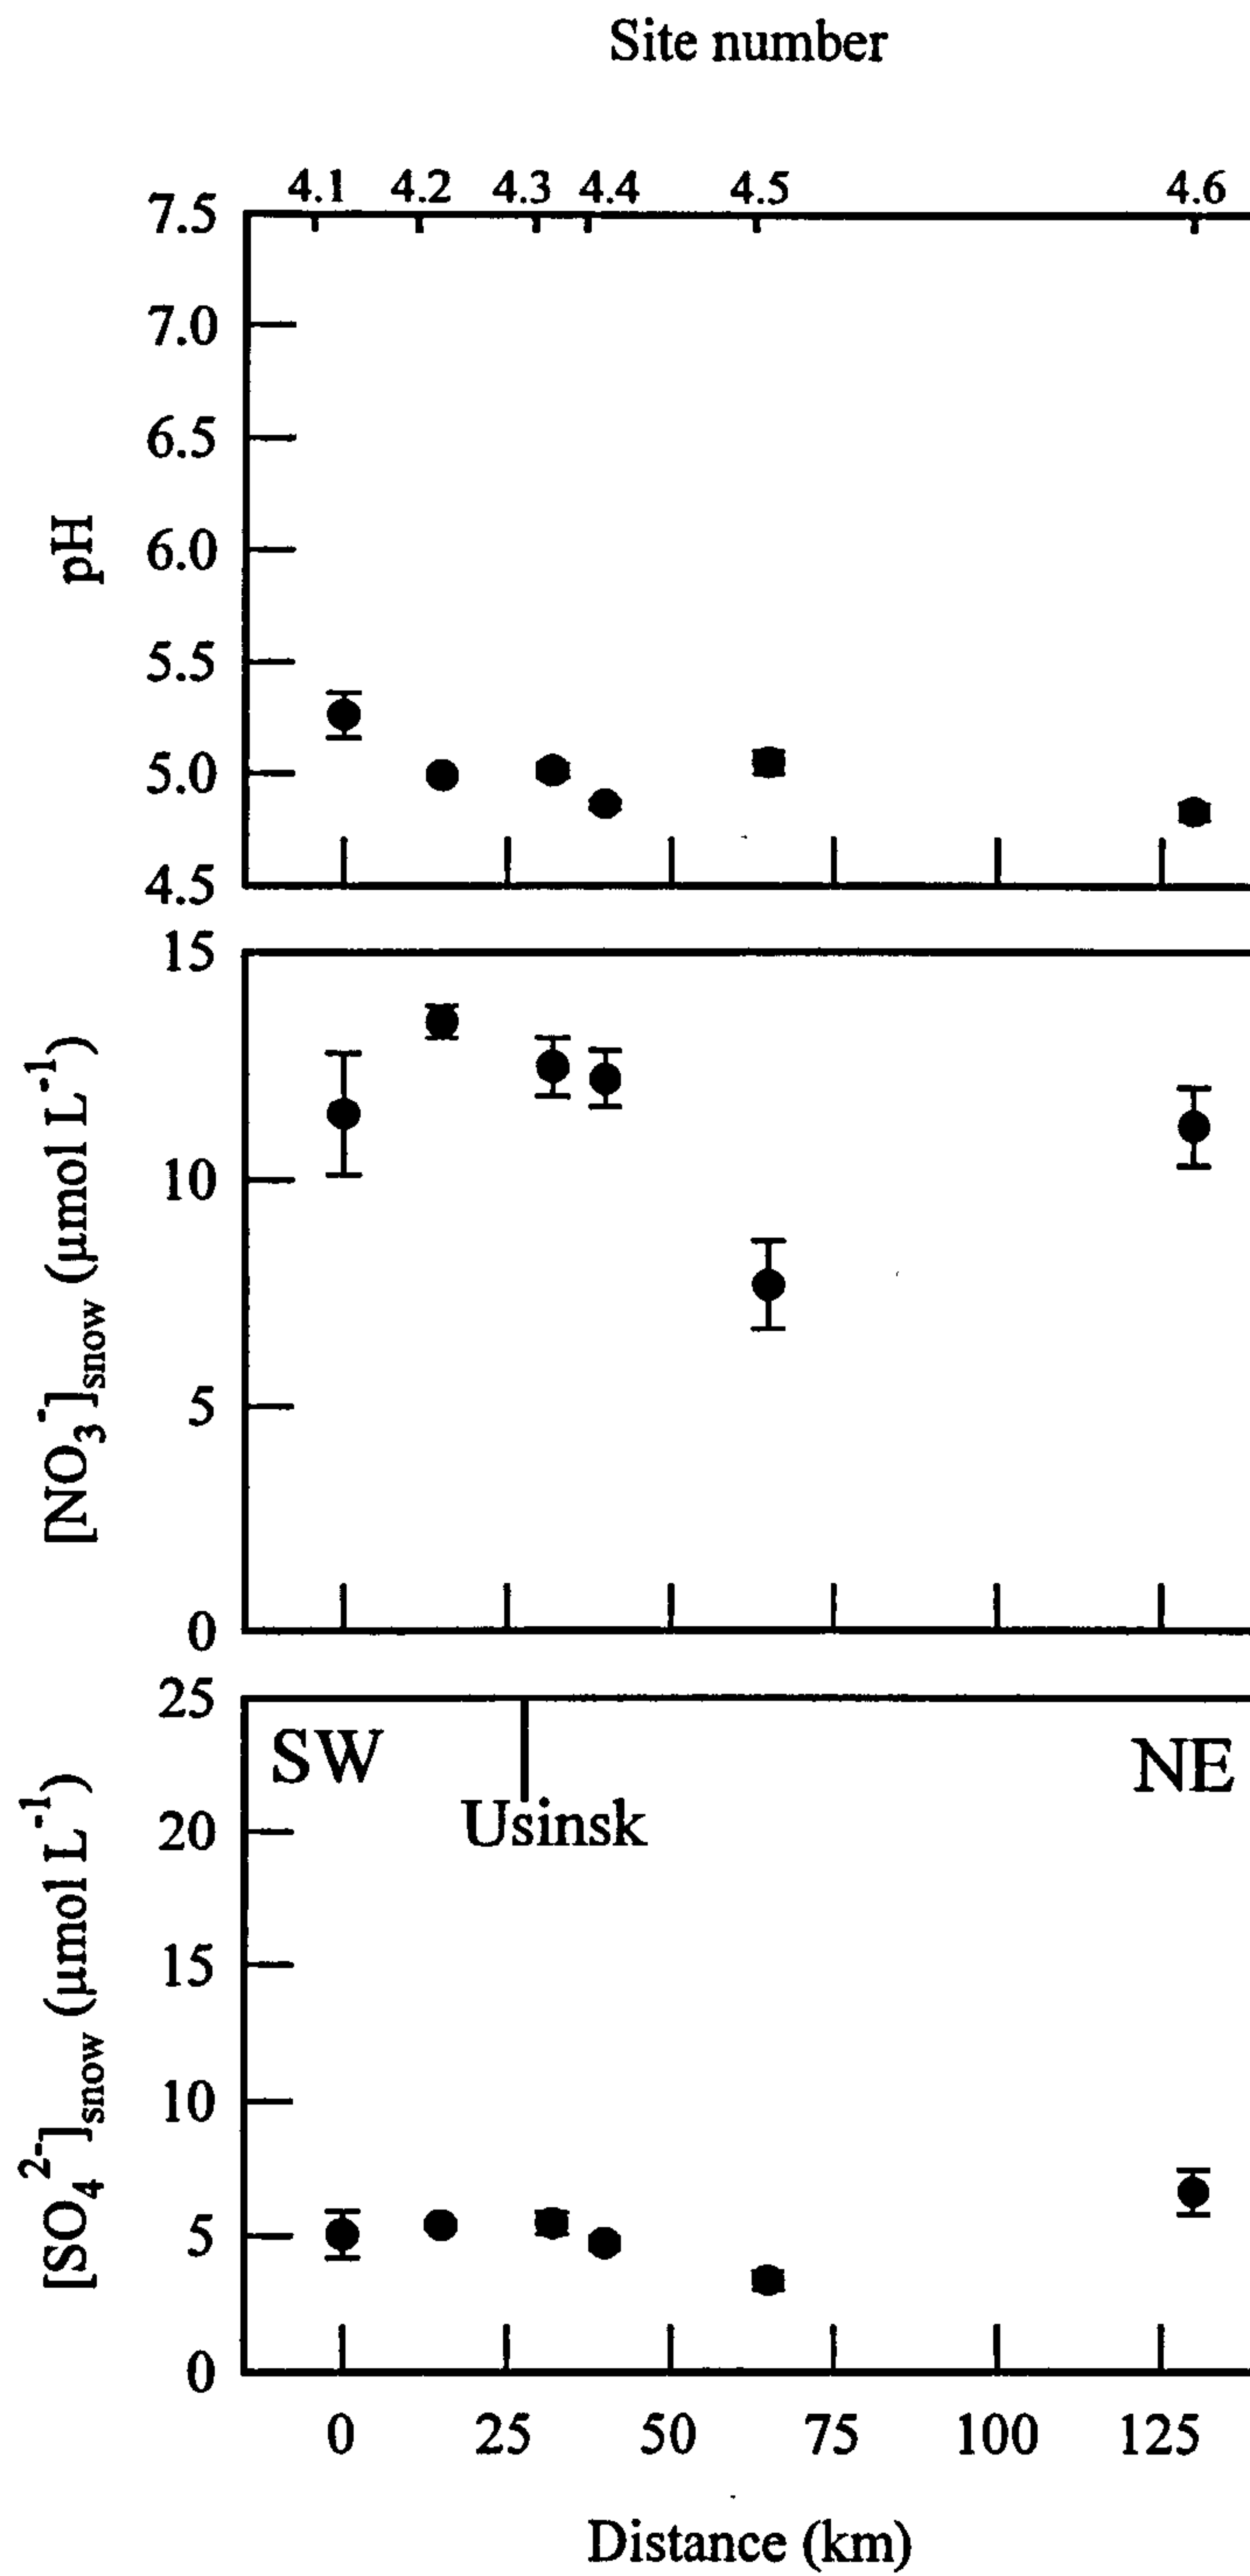 Site number
4.1 4.2 4.3 4.4 4.5 4.6
7.5
7.0
6.5
6.0
5.5
5.0
4.5
pH
15
10
5
0
[NO₃⁻]snow (µmol L⁻¹)
25
20
15
10
5
0
[SO₄²⁻]snow (µmol L⁻¹)
SW
NE
Usinsk
0 25 50 75 100 125
Distance (km)